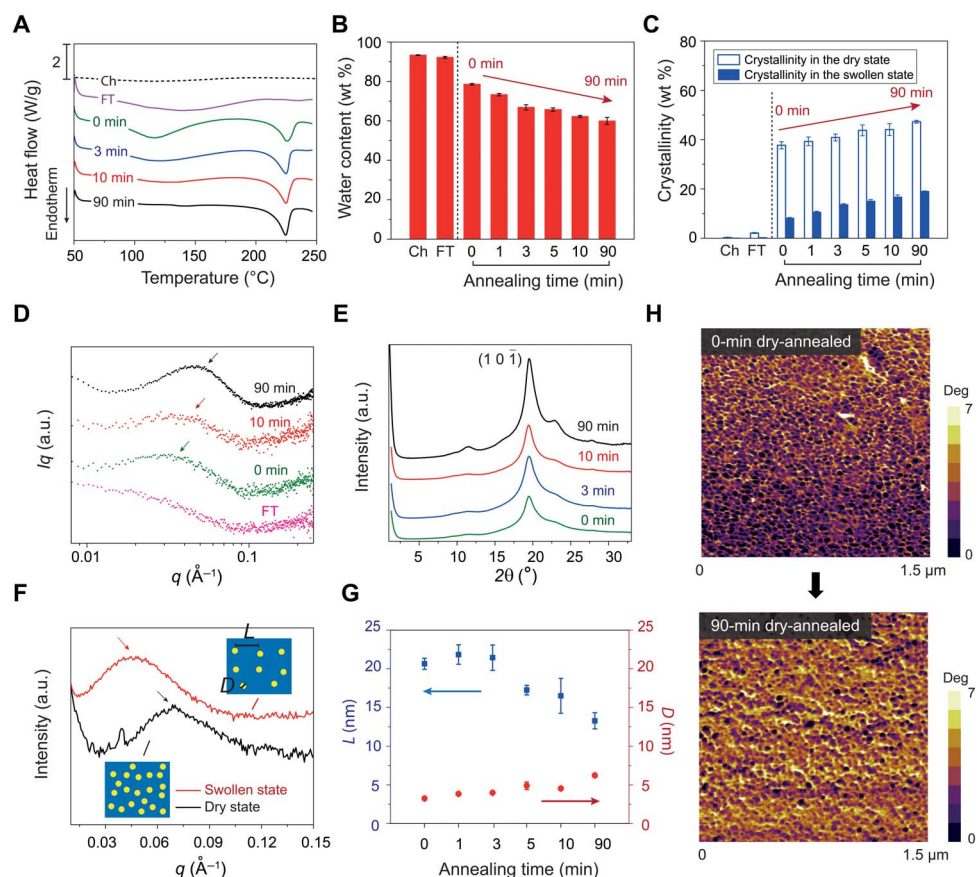 A
2
Ch
FT
0 min
3 min
10 min
90 min
Heat flow (W/g)
Endotherm
50
100
150
200
250
Temperature (°C)
B
100
80
60
40
20
0
Water content (wt %)
0 min
90 min
Ch
FT
0
1
3
5
10
90
Annealing time (min)
C
80
60
40
20
0
Crystallinity (wt %)
Crystallinity in the dry state
Crystallinity in the swollen state
0 min
90 min
Ch
FT
0
1
3
5
10
90
Annealing time (min)
D
Iq (a.u.)
90 min
10 min
0 min
FT
0.01
0.1
q (Å⁻¹)
E
Intensity (a.u.)
(1 0 1̄)
90 min
10 min
3 min
0 min
5
10
15
20
25
30
2θ (°)
F
Intensity (a.u.)
L
D
Swollen state
Dry state
0.03
0.06
0.09
0.12
0.15
q (Å⁻¹)
G
25
20
15
10
5
0
L (nm)
25
20
15
10
5
0
D (nm)
0
1
3
5
10
90
Annealing time (min)
H
0-min dry-annealed
Deg
7
0
0
1.5 µm
90-min dry-annealed
Deg
7
0
0
1.5 µm